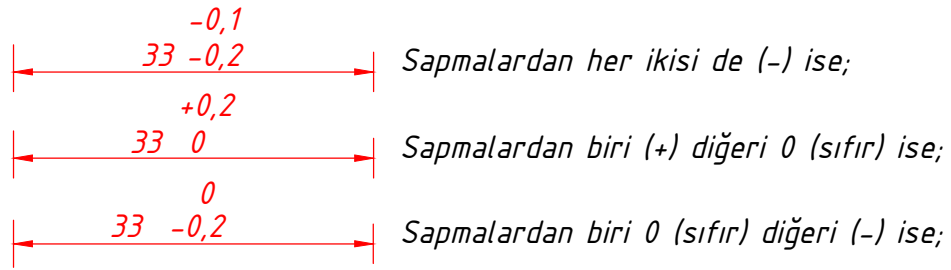 -0,1
33 -0,2 Sapmalardan her ikisi de (-) ise;
+0,2
33 0 Sapmalardan biri (+) diğeri 0 (sıfır) ise;
0
33 -0,2 Sapmalardan biri 0 (sıfır) diğeri (-) ise;